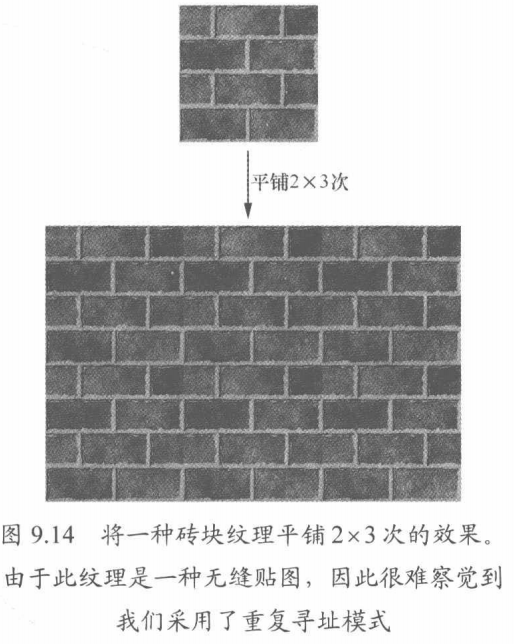 平铺2×3次
图 9.14 将一种砖块纹理平铺2×3次的效果。
由于此纹理是一种无缝贴图，因此很难察觉到
我们采用了重复寻址模式